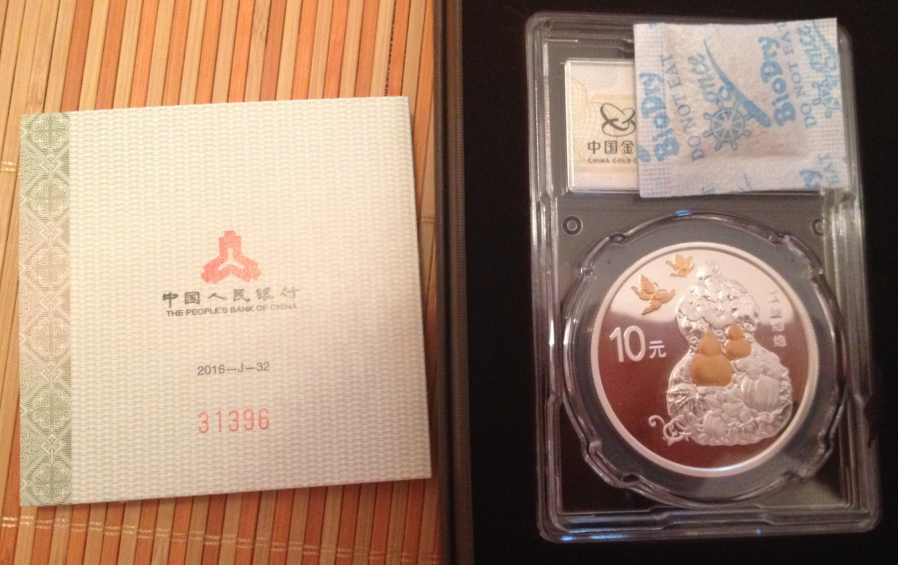 中国人民银行
THE PEOPLE'S BANK OF CHINA
2016-J-32
31396
中国金
CHINA GOLD C
BioDry
DO NOT EAT
BioDry
DO NOT EAT
10元